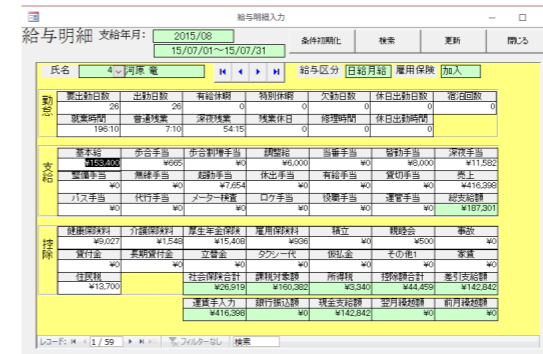 給与明細入力
給与明細 支給年月: 2015/08
15/07/01～15/07/31
条件初期化 検索 更新 閉じる
氏名 4 河原 竜 給与区分 日給月給 雇用保険 加入
勤怠
要出勤日数 出勤日数 有給休暇 特別休暇 欠勤日数 休日出勤日数 宿泊回数
26 26 0 0 0 0 0
就業時間 普通残業 深夜残業 残業休日 修理時間 休日出勤時間
196:10 7:10 54:15 0 0 0
支給
基本給 歩合手当 歩合割増手当 調整給 当番手当 皆勤手当 深夜手当
¥153,400 ¥665 ¥0 ¥6,000 ¥0 ¥8,000 ¥11,582
整備手当 無線手当 超勤手当 休出手当 有給手当 貸切手当 売上
¥0 ¥0 ¥7,654 ¥0 ¥0 ¥0 ¥416,398
バス手当 代行手当 メーター検査 ロケ手当 役職手当 運管手当 総支給額
¥0 ¥0 ¥0 ¥0 ¥0 ¥0 ¥187,301
控除
健康保険料 介護保険料 厚生年金保険 雇用保険料 積立 親睦会 事故
¥9,027 ¥1,548 ¥15,408 ¥936 ¥0 ¥500 ¥0
貸付金 長期貸付金 立替金 タクシー代 仮払金 その他1 家賃
¥0 ¥0 ¥0 ¥0 ¥0 ¥0 ¥0
住民税 社会保険合計 課税対象額 所得税 控除額合計 差引支給額
¥13,700 ¥26,919 ¥160,382 ¥3,340 ¥44,459 ¥142,842
運賃手入力 銀行振込額 現金支給額 翌月繰越額 前月繰越額
¥416,398 ¥0 ¥142,842 ¥0 ¥0
レコード: 1 / 59 フィルターなし 検索